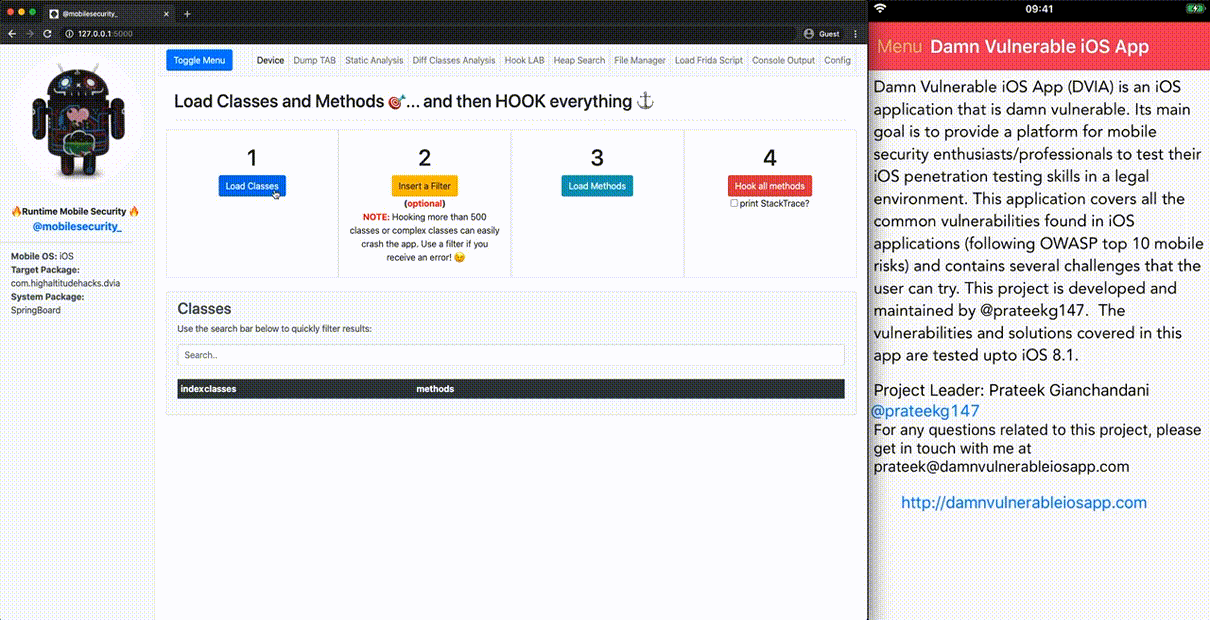 @mobilesecurity_
127.0.0.1:5000
Guest
🔥Runtime Mobile Security 🔥
@mobilesecurity_
Mobile OS: iOS
Target Package:
com.highaltitudehacks.dvia
System Package:
SpringBoard
Toggle Menu
Device
Dump TAB
Static Analysis
Diff Classes Analysis
Hook LAB
Heap Search
File Manager
Load Frida Script
Console Output
Config
Load Classes and Methods 🎯... and then HOOK everything ⚓
1
Load Classes
2
Insert a Filter
(optional)
NOTE: Hooking more than 500
classes or complex classes can easily
crash the app. Use a filter if you
receive an error! 😉
3
Load Methods
4
Hook all methods
print StackTrace?
Classes
Use the search bar below to quickly filter results:
Search..
index classes methods
09:41
Menu Damn Vulnerable iOS App
Damn Vulnerable iOS App (DVIA) is an iOS
application that is damn vulnerable. Its main
goal is to provide a platform for mobile
security enthusiasts/professionals to test their
iOS penetration testing skills in a legal
environment. This application covers all the
common vulnerabilities found in iOS
applications (following OWASP top 10 mobile
risks) and contains several challenges that the
user can try. This project is developed and
maintained by @prateekg147. The
vulnerabilities and solutions covered in this
app are tested upto iOS 8.1.
Project Leader: Prateek Gianchandani
@prateekg147
For any questions related to this project, please
get in touch with me at
prateek@damnvulnerableiosapp.com
http://damnvulnerableiosapp.com